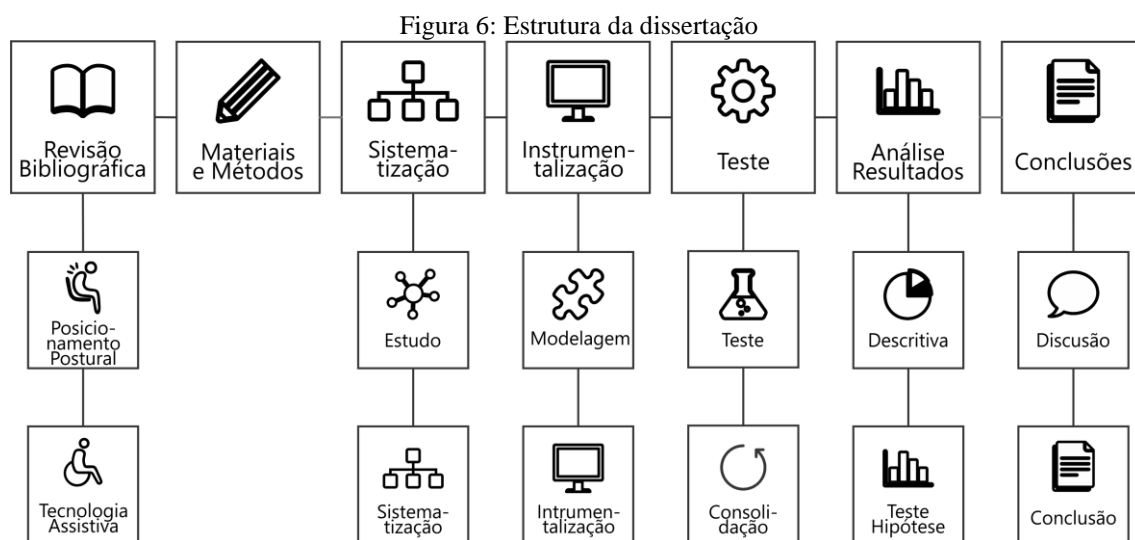 Figura 6: Estrutura da dissertação
Revisão
Bibliográfica
Materiais
e Métodos
Sistema-
tização
Instrumen-
talização
Teste
Análise
Resultados
Conclusões
Posicio-
namento
Postural
Estudo
Modelagem
Teste
Descritiva
Discusão
Tecnologia
Assistiva
Sistema-
tização
Intrumen-
talização
Consoli-
dação
Teste
Hipótese
Conclusão